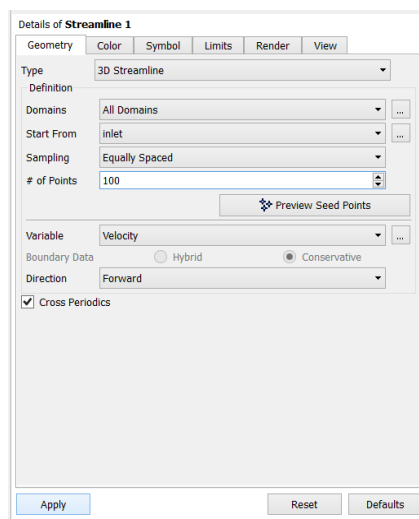 Details of Streamline 1
Geometry Color Symbol Limits Render View
Type 3D Streamline
Definition
Domains All Domains ...
Start From inlet ...
Sampling Equally Spaced
# of Points 100
Preview Seed Points
Variable Velocity ...
Boundary Data Hybrid Conservative
Direction Forward
Cross Periodics
Apply Reset Defaults